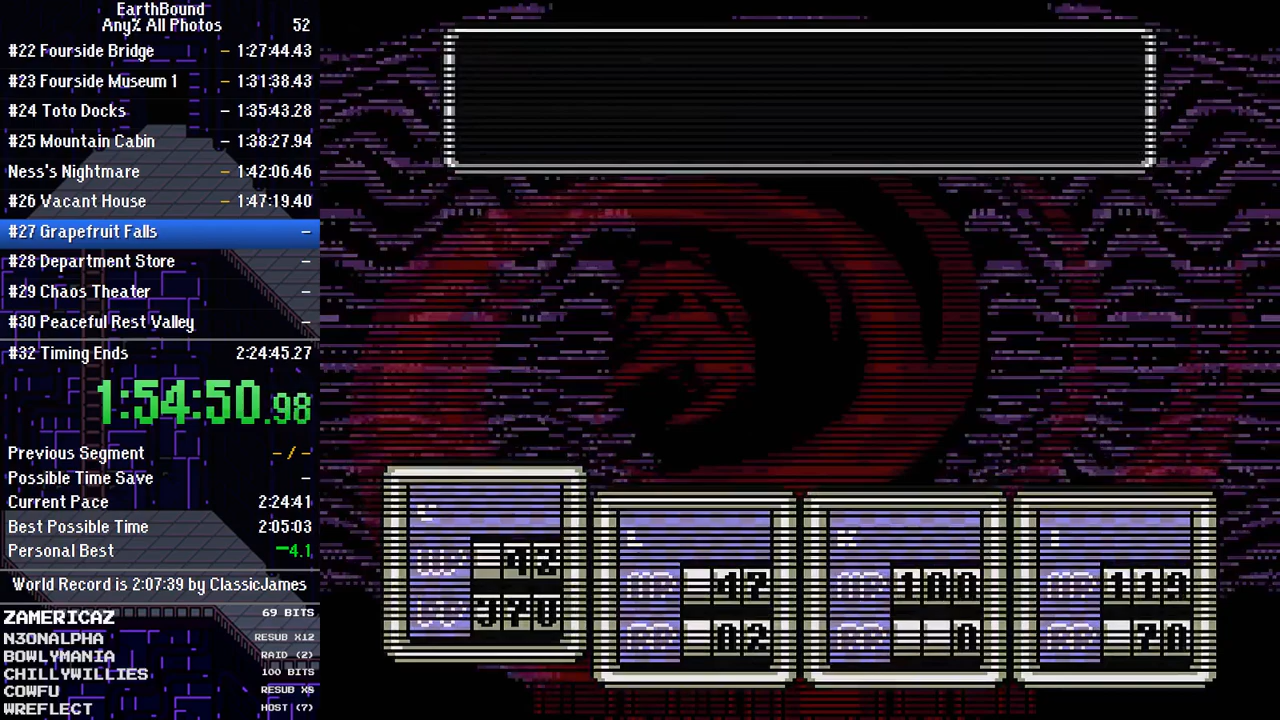 EarthBound
Any% All Photos 52
#22 Fourside Bridge – 1:27:44.43
#23 Fourside Museum 1 – 1:31:38.43
#24 Toto Docks – 1:35:43.28
#25 Mountain Cabin – 1:38:27.94
Ness's Nightmare – 1:42:06.46
#26 Vacant House – 1:47:19.40
#27 Grapefruit Falls –
#28 Department Store –
#29 Chaos Theater –
#30 Peaceful Rest Valley –
#32 Timing Ends 2:24:45.27
1:54:50.98
Previous Segment – / –
Possible Time Save –
Current Pace 2:24:41
Best Possible Time 2:05:03
Personal Best −4.1
World Record is 2:07:39 by ClassicJames
ZAMERICAZ 69 BITS
N3ONALPHA RESUB X12
BOWLYMANIA RAID (2)
CHILLYWILLIES 100 BITS
COWFU RESUB X9
WREFLECT HOST (7)